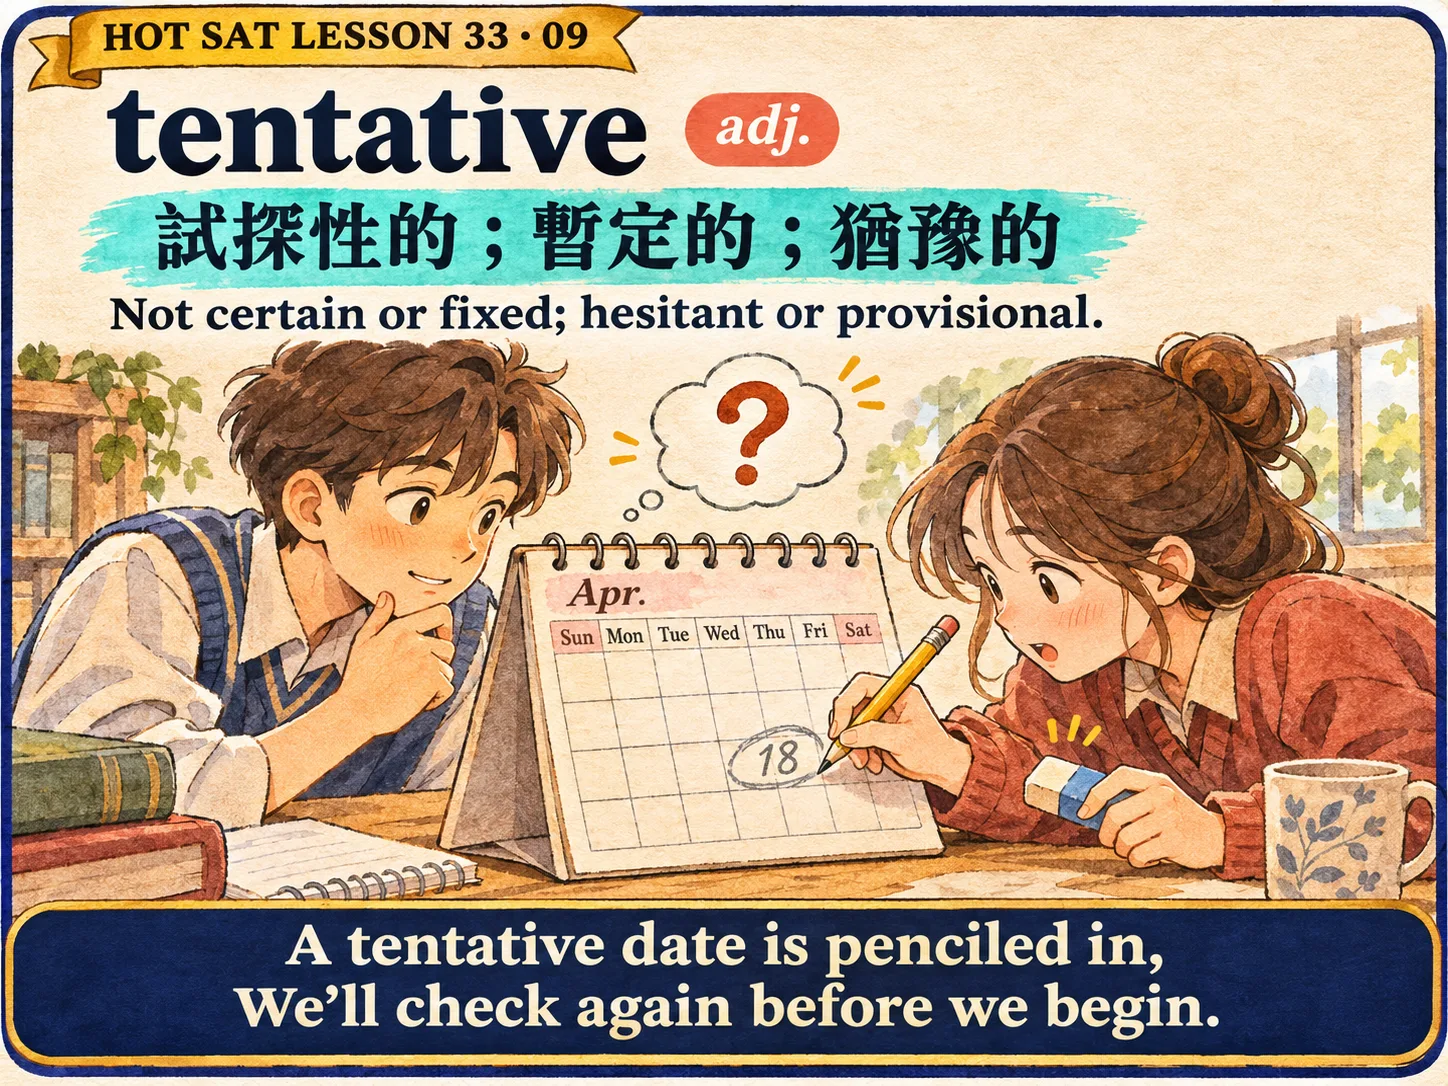 HOT SAT LESSON 33 · 09
tentative adj.
試探性的；暫定的；猶豫的
Not certain or fixed; hesitant or provisional.
?
Apr.
Sun Mon Tue Wed Thu Fri Sat
18
A tentative date is penciled in,
We’ll check again before we begin.